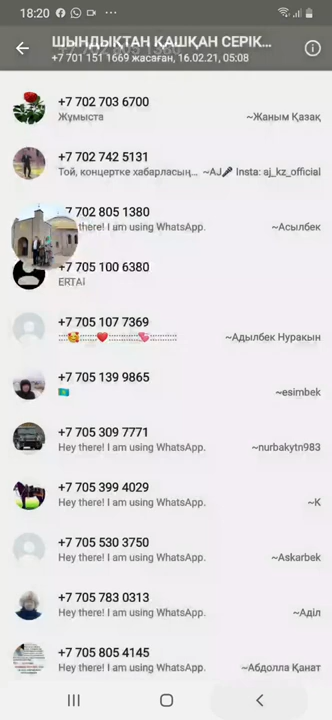 18:20
ШЫНДЫҚТАН ҚАШҚАН СЕРІК...
+7 701 151 1669 жасаған, 16.02.21, 05:08
+7 702 703 6700
Жұмыста ~Жаным Қазақ
+7 702 742 5131
Той, концертке хабарласың... ~AJ🎤 Insta: aj_kz_official
7 702 805 1380
there! I am using WhatsApp. ~Асылбек
+7 705 100 6380
ERTAI
+7 705 107 7369
::::🥰::::::❤️::::::::::💖:::::::::: ~Адылбек Нуракын
+7 705 139 9865
🇰🇿 ~esimbek
+7 705 309 7771
Hey there! I am using WhatsApp. ~nurbakytn983
+7 705 399 4029
Hey there! I am using WhatsApp. ~K
+7 705 530 3750
Hey there! I am using WhatsApp. ~Askarbek
+7 705 783 0313
Hey there! I am using WhatsApp. ~Әділ
+7 705 805 4145
Hey there! I am using WhatsApp. ~Абдолла Қанат